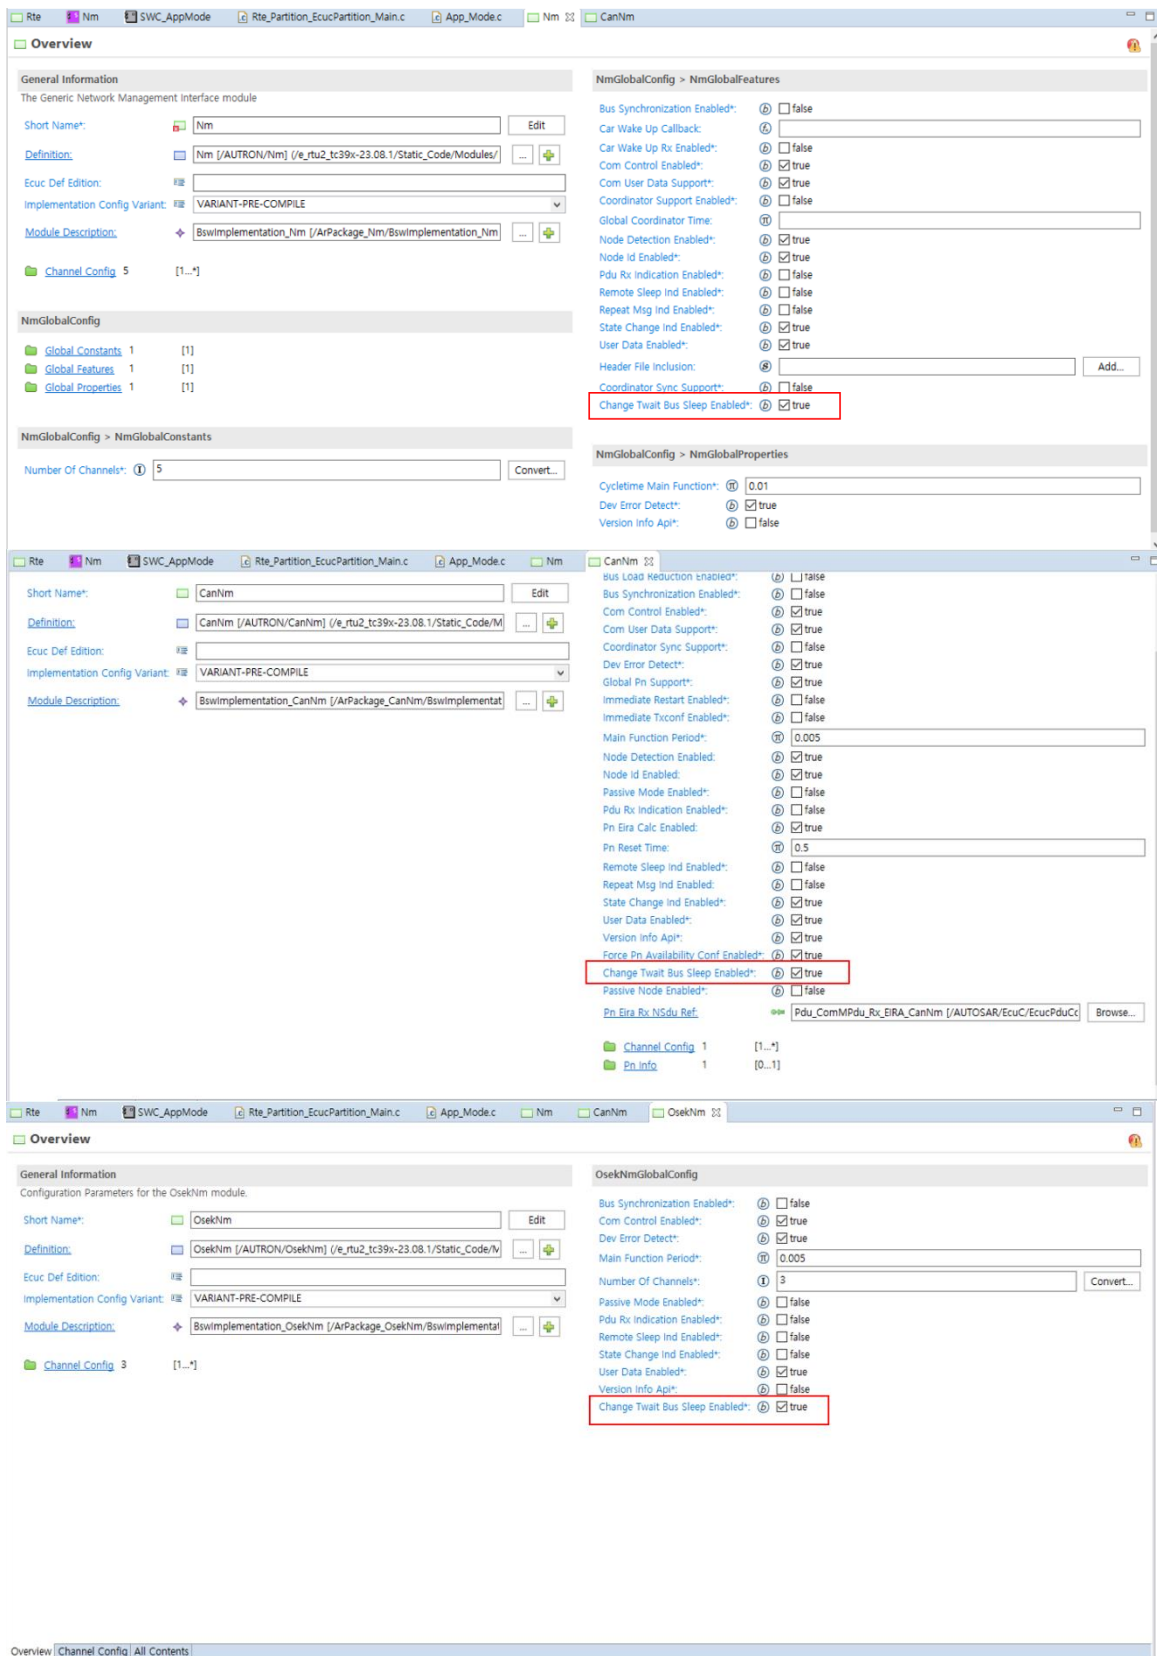 Rte Nm SWC_AppMode Rte_Partition_EcucPartition_Main.c App_Mode.c Nm CanNm
Overview
General Information
The Generic Network Management Interface module
Short Name*: Nm Edit
Definition: Nm [/AUTRON/Nm] (/e_rtu2_tc39x-23.08.1/Static_Code/Modules/ ...
Ecuc Def Edition:
Implementation Config Variant: VARIANT-PRE-COMPILE
Module Description: BswImplementation_Nm [/ArPackage_Nm/BswImplementation_Nm ...
Channel Config 5 [1...*]
NmGlobalConfig
Global Constants 1 [1]
Global Features 1 [1]
Global Properties 1 [1]
NmGlobalConfig > NmGlobalConstants
Number Of Channels*: 5 Convert...
NmGlobalConfig > NmGlobalFeatures
Bus Synchronization Enabled*: false
Car Wake Up Callback:
Car Wake Up Rx Enabled*: false
Com Control Enabled*: true
Com User Data Support*: true
Coordinator Support Enabled*: false
Global Coordinator Time:
Node Detection Enabled*: true
Node Id Enabled*: true
Pdu Rx Indication Enabled*: false
Remote Sleep Ind Enabled*: false
Repeat Msg Ind Enabled*: false
State Change Ind Enabled*: true
User Data Enabled*: true
Header File Inclusion: Add...
Coordinator Sync Support*: false
Change Twait Bus Sleep Enabled*: true
NmGlobalConfig > NmGlobalProperties
Cycletime Main Function*: 0.01
Dev Error Detect*: true
Version Info Api*: false
Rte Nm SWC_AppMode Rte_Partition_EcucPartition_Main.c App_Mode.c Nm CanNm
Short Name*: CanNm Edit
Definition: CanNm [/AUTRON/CanNm] (/e_rtu2_tc39x-23.08.1/Static_Code/M ...
Ecuc Def Edition:
Implementation Config Variant: VARIANT-PRE-COMPILE
Module Description: BswImplementation_CanNm [/ArPackage_CanNm/BswImplementat ...
Bus Load Reduction Enabled*: false
Bus Synchronization Enabled*: false
Com Control Enabled*: true
Com User Data Support*: true
Coordinator Sync Support*: false
Dev Error Detect*: true
Global Pn Support*: true
Immediate Restart Enabled*: false
Immediate Txconf Enabled*: false
Main Function Period*: 0.005
Node Detection Enabled: true
Node Id Enabled: true
Passive Mode Enabled*: false
Pdu Rx Indication Enabled*: false
Pn Eira Calc Enabled: true
Pn Reset Time: 0.5
Remote Sleep Ind Enabled*: false
Repeat Msg Ind Enabled: false
State Change Ind Enabled*: true
User Data Enabled*: true
Version Info Api*: true
Force Pn Availability Conf Enabled*: true
Change Twait Bus Sleep Enabled*: true
Passive Node Enabled*: false
Pn Eira Rx NSdu Ref: Pdu_ComMPdu_Rx_EIRA_CanNm [/AUTOSAR/EcuC/EcucPduCc Browse...
Channel Config 1 [1...*]
Pn Info 1 [0...1]
Rte Nm SWC_AppMode Rte_Partition_EcucPartition_Main.c App_Mode.c Nm CanNm OsekNm
Overview
General Information
Configuration Parameters for the OsekNm module.
Short Name*: OsekNm Edit
Definition: OsekNm [/AUTRON/OsekNm] (/e_rtu2_tc39x-23.08.1/Static_Code/M ...
Ecuc Def Edition:
Implementation Config Variant: VARIANT-PRE-COMPILE
Module Description: BswImplementation_OsekNm [/ArPackage_OsekNm/BswImplementat ...
Channel Config 3 [1...*]
OsekNmGlobalConfig
Bus Synchronization Enabled*: false
Com Control Enabled*: true
Dev Error Detect*: true
Main Function Period*: 0.005
Number Of Channels*: 3 Convert...
Passive Mode Enabled*: false
Pdu Rx Indication Enabled*: false
Remote Sleep Ind Enabled*: false
State Change Ind Enabled*: false
User Data Enabled*: true
Version Info Api*: false
Change Twait Bus Sleep Enabled*: true
Overview Channel Config All Contents